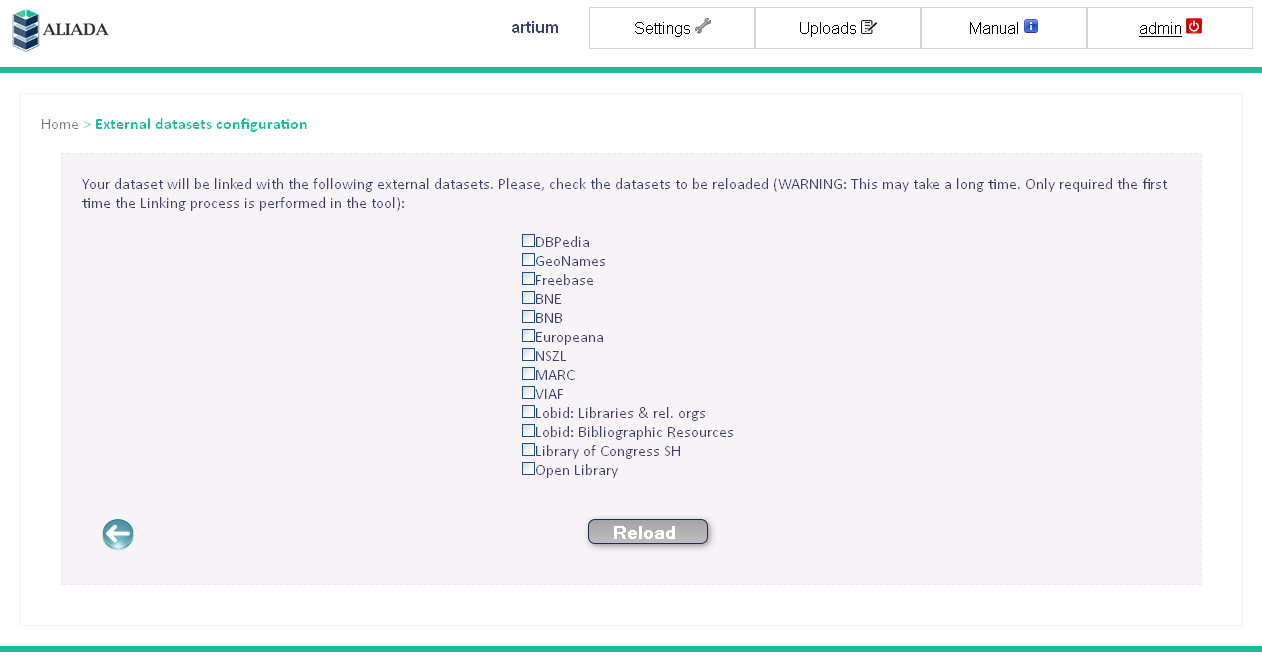 ALIADA
artium
Settings
Uploads
Manual
admin
Home > External datasets configuration
Your dataset will be linked with the following external datasets. Please, check the datasets to be reloaded (WARNING: This may take a long time. Only required the first
time the Linking process is performed in the tool):
DBPedia
GeoNames
Freebase
BNE
BNB
Europeana
NSZL
MARC
VIAF
Lobid: Libraries & rel. orgs
Lobid: Bibliographic Resources
Library of Congress SH
Open Library
Reload